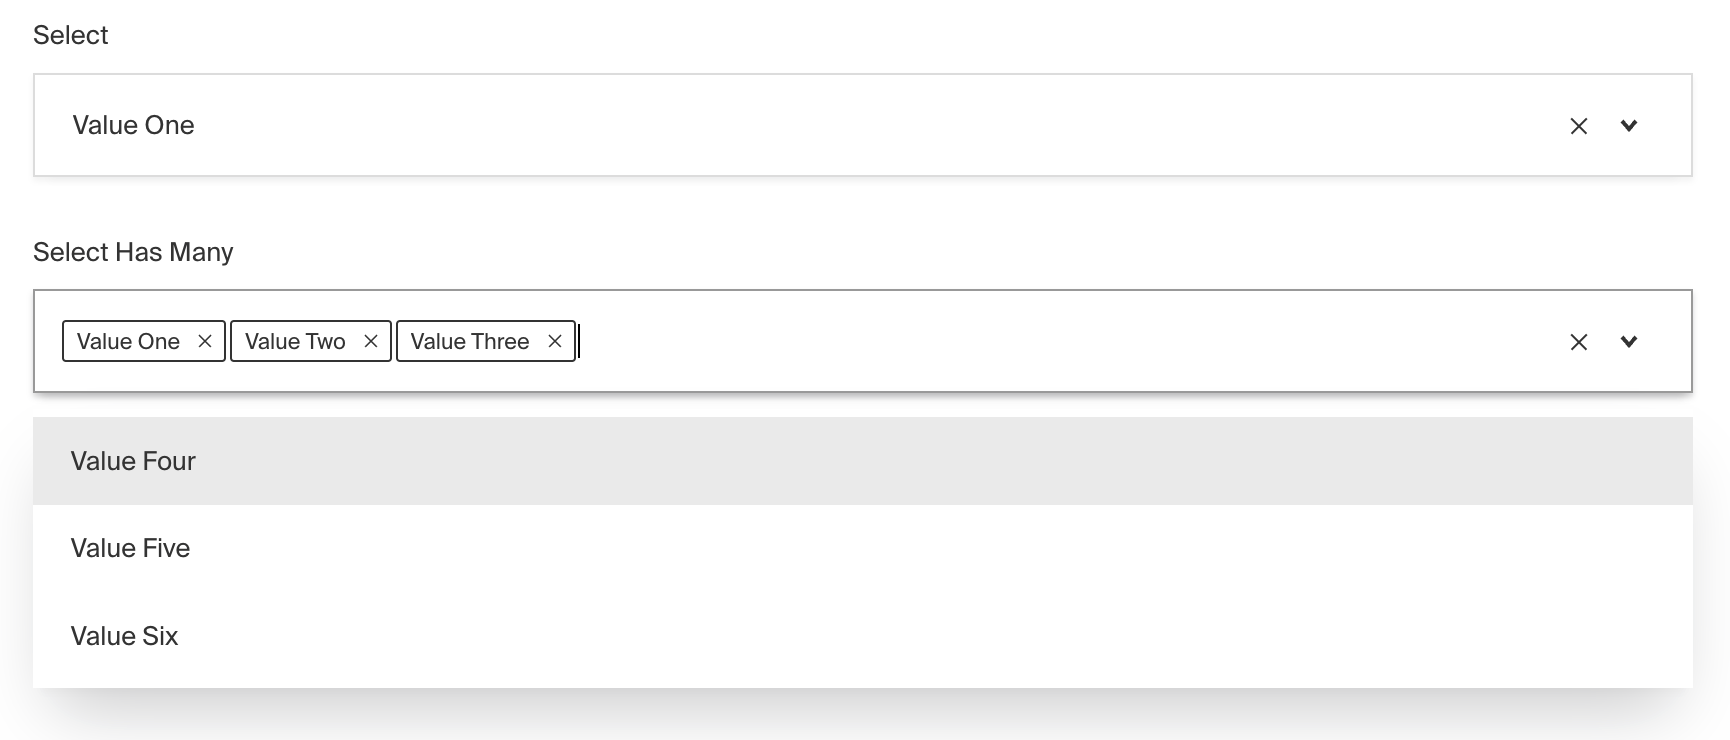 Select
Value One
Select Has Many
Value One Value Two Value Three
Value Four
Value Five
Value Six